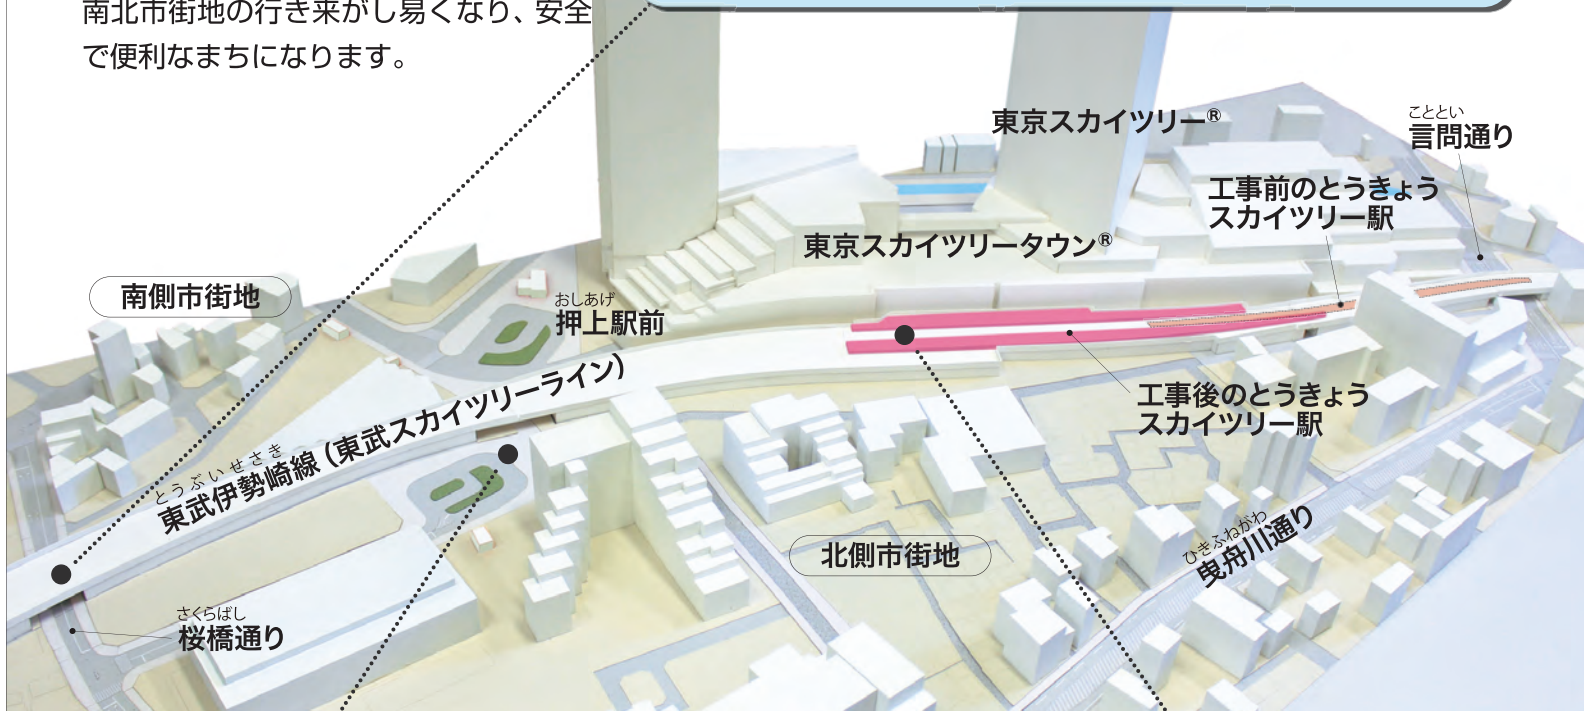 南北市街地の行き来がし易くなり、安全
で便利なまちになります。
東京スカイツリー®
こととい
言問通り
工事前のとうきょう
スカイツリー駅
東京スカイツリータウン®
南側市街地
おしあげ
押上駅前
工事後のとうきょう
スカイツリー駅
とうぶいせさき
東武伊勢崎線（東武スカイツリーライン）
北側市街地
ひきふねがわ
曳舟川通り
さくらばし
桜橋通り